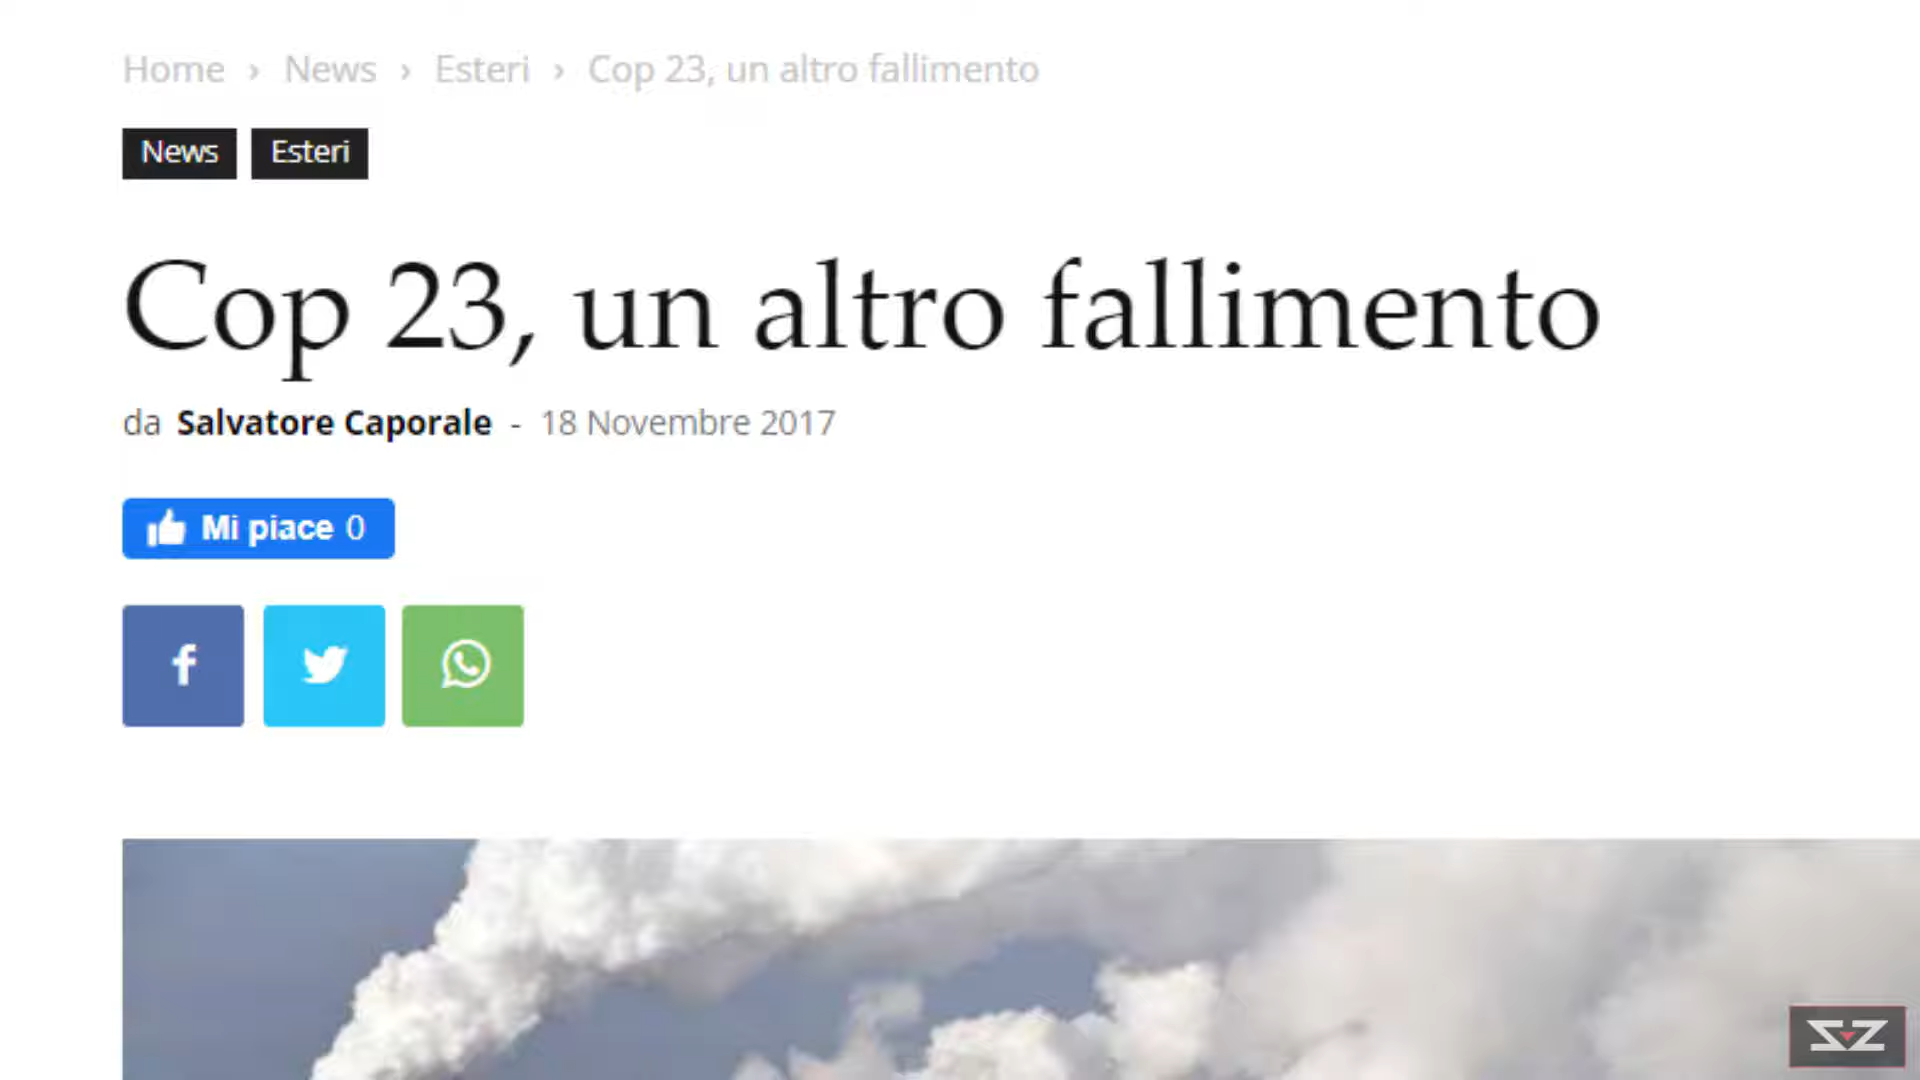 Home › News › Esteri › Cop 23, un altro fallimento
News Esteri
Cop 23, un altro fallimento
da Salvatore Caporale - 18 Novembre 2017
Mi piace 0